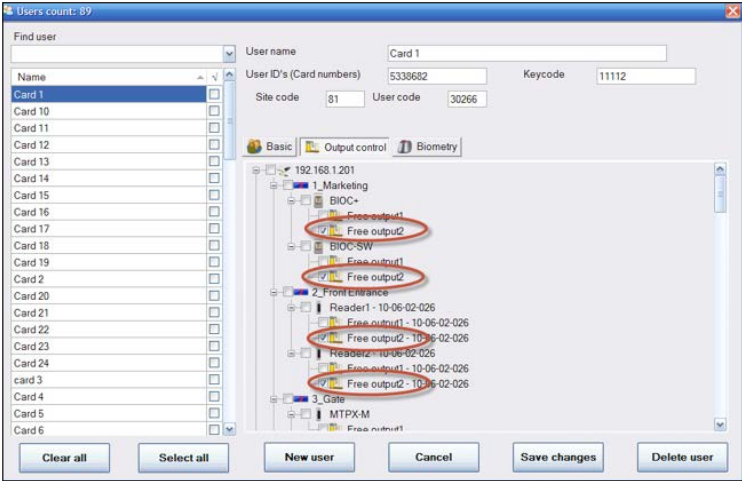 Users count: 89
Find user
Name
Card 1
Card 10
Card 11
Card 12
Card 13
Card 14
Card 15
Card 16
Card 17
Card 18
Card 19
Card 2
Card 20
Card 21
Card 22
Card 23
Card 24
card 3
Card 4
Card 5
Card 6
User name Card 1
User ID's (Card numbers) 5338682 Keycode 11112
Site code 81 User code 30266
Basic Output control Biometry
192.168.1.201
1_Marketing
BIOC+
Free output1
Free output2
BIOC-SW
Free output1
Free output2
2_Front Entrance
Reader1 - 10-06-02-026
Free output1 - 10-06-02-026
Free output2 - 10-06-02-026
Reader2 - 10-06-02-026
Free output1 - 10-06-02-026
Free output2 - 10-06-02-026
3_Gate
MTPX-M
Free output1
Clear all Select all New user Cancel Save changes Delete user